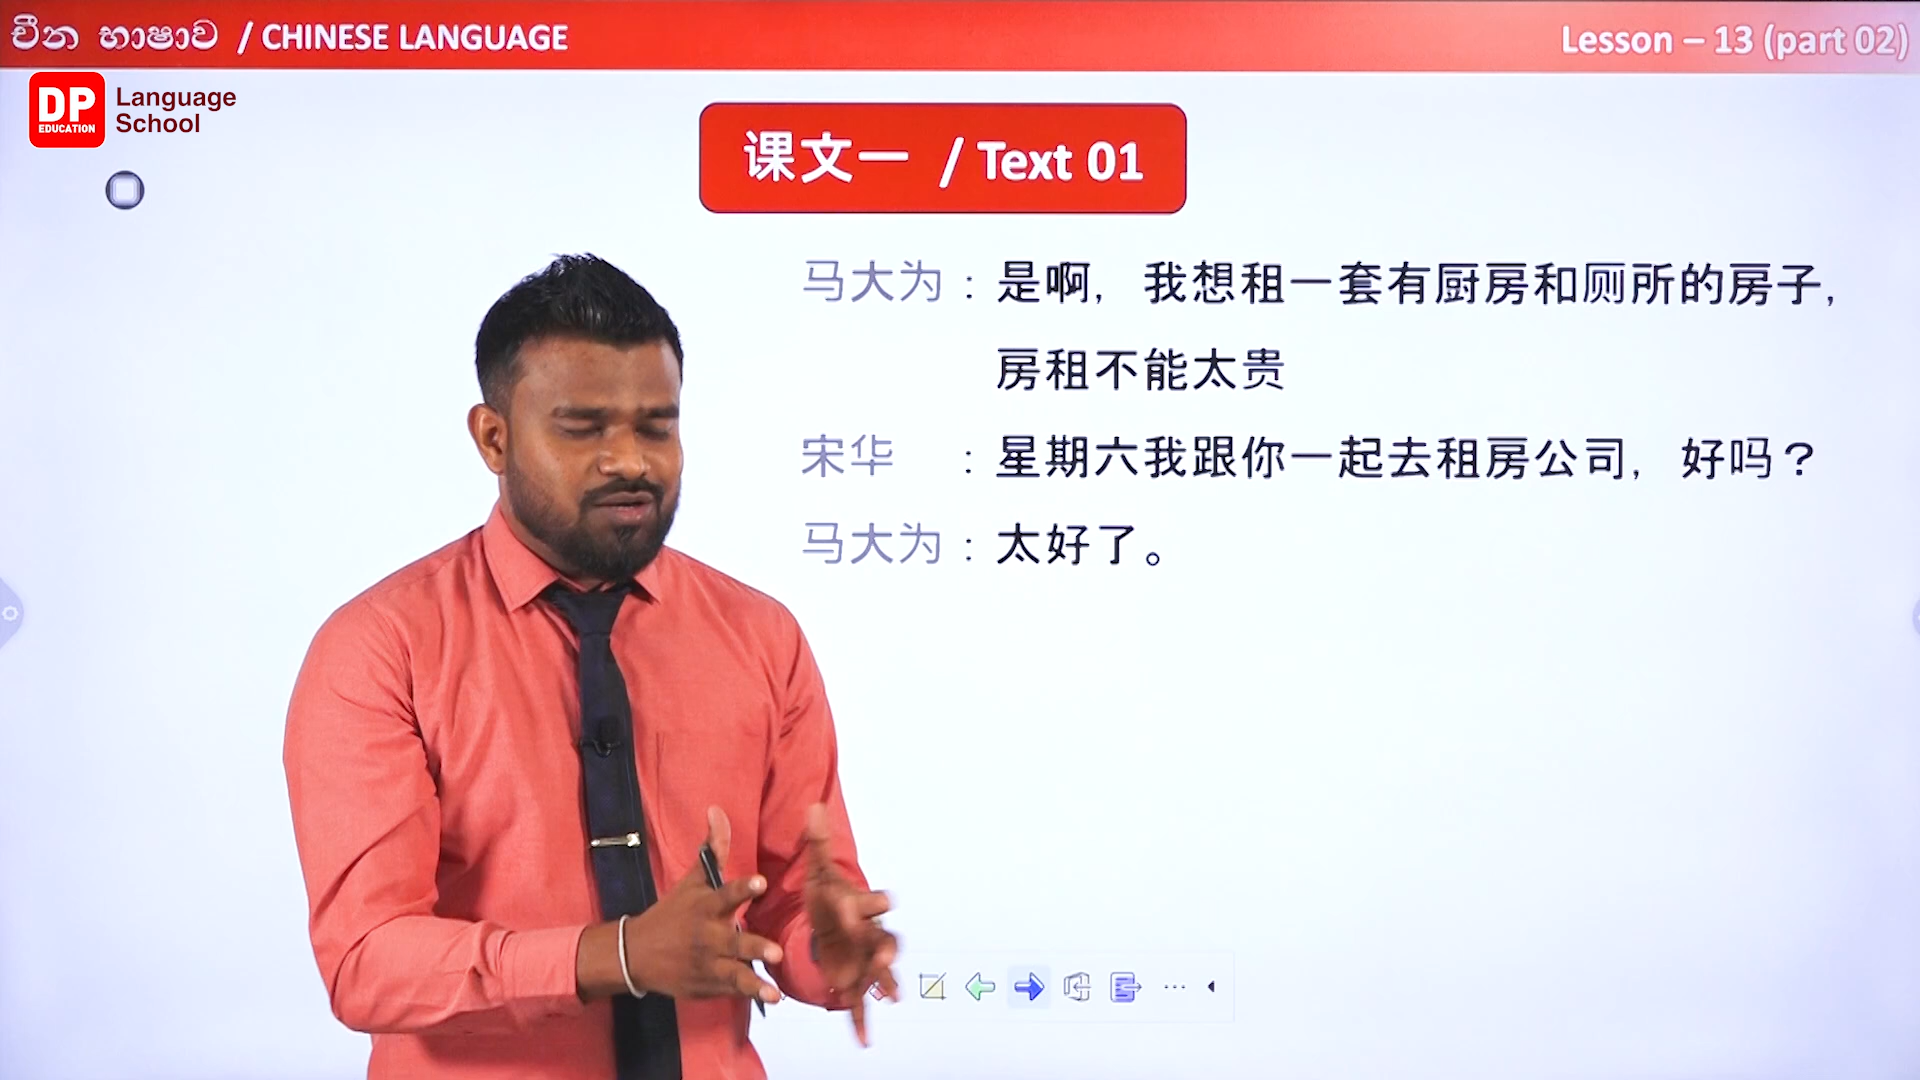 චීන භාෂාව / CHINESE LANGUAGE
Lesson – 13 (part 02)
DP
EDUCATION
Language
School
课文一 / Text 01
马大为：是啊，我想租一套有厨房和厕所的房子，
房租不能太贵
宋华：星期六我跟你一起去租房公司，好吗？
马大为：太好了。